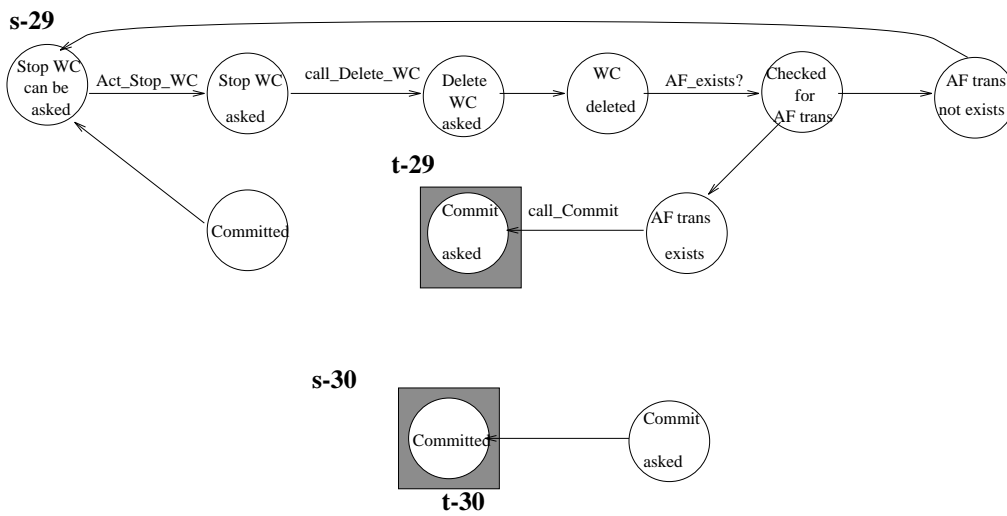 s-29
Stop WC
can be
asked
Act_Stop_WC
Stop WC
asked
call_Delete_WC
Delete
WC
asked
WC
deleted
AF_exists?
Checked
for
AF trans
AF trans
not exists
t-29
Committed
Commit
asked
call_Commit
AF trans
exists
s-30
Committed
Commit
asked
t-30